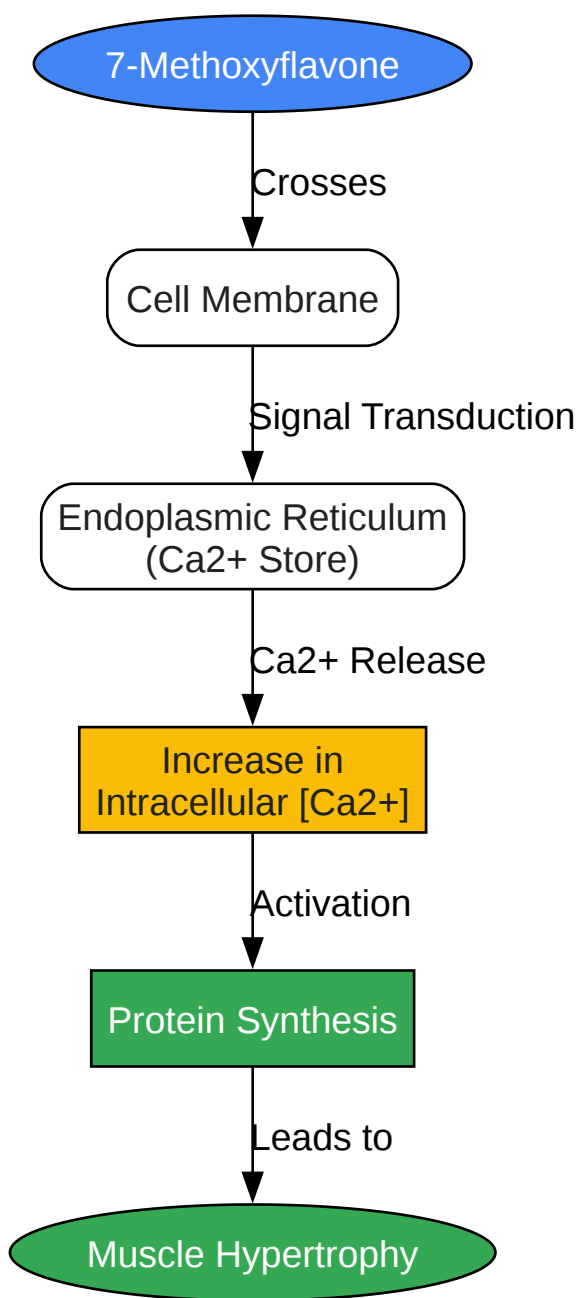 7-Methoxyflavone
Crosses
Cell Membrane
Signal Transduction
Endoplasmic Reticulum
(Ca2+ Store)
Ca2+ Release
Increase in
Intracellular [Ca2+]
Activation
Protein Synthesis
Leads to
Muscle Hypertrophy